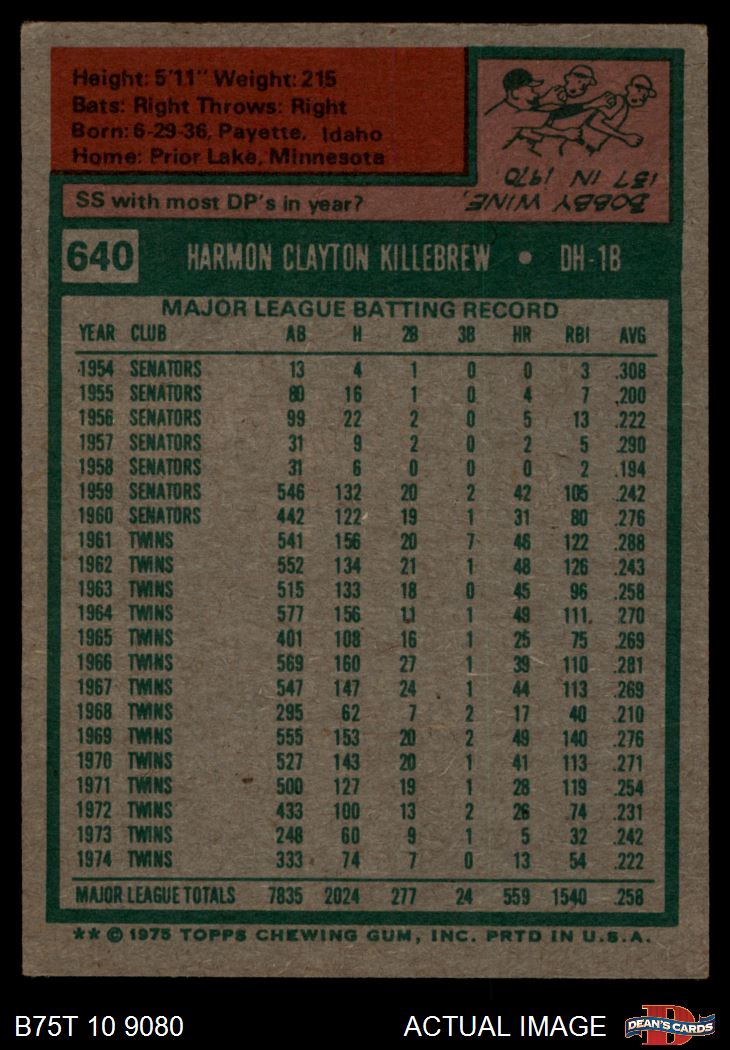 Height: 5'11" Weight: 215
Bats: Right Throws: Right
Born: 6-29-36, Payette, Idaho
Home: Prior Lake, Minnesota
SS with most DP's in year?
BOBBY WINE,
137 IN 1970.
640 HARMON CLAYTON KILLEBREW • DH-1B
MAJOR LEAGUE BATTING RECORD
YEAR CLUB AB H 2B 3B HR RBI AVG
1954 SENATORS 13 4 1 0 0 3 .308
1955 SENATORS 80 16 1 0 4 7 .200
1956 SENATORS 99 22 2 0 5 13 .222
1957 SENATORS 31 9 2 0 2 5 .290
1958 SENATORS 31 6 0 0 0 2 .194
1959 SENATORS 546 132 20 2 42 105 .242
1960 SENATORS 442 122 19 1 31 80 .276
1961 TWINS 541 156 20 7 46 122 .288
1962 TWINS 552 134 21 1 48 126 .243
1963 TWINS 515 133 18 0 45 96 .258
1964 TWINS 577 156 11 1 49 111 .270
1965 TWINS 401 108 16 1 25 75 .269
1966 TWINS 569 160 27 1 39 110 .281
1967 TWINS 547 147 24 1 44 113 .269
1968 TWINS 295 62 7 2 17 40 .210
1969 TWINS 555 153 20 2 49 140 .276
1970 TWINS 527 143 20 1 41 113 .271
1971 TWINS 500 127 19 1 28 119 .254
1972 TWINS 433 100 13 2 26 74 .231
1973 TWINS 248 60 9 1 5 32 .242
1974 TWINS 333 74 7 0 13 54 .222
MAJOR LEAGUE TOTALS 7835 2024 277 24 559 1540 .258
** © 1975 TOPPS CHEWING GUM, INC. PRTD IN U.S.A.
B75T 10 9080 ACTUAL IMAGE
D
DEAN'S CARDS